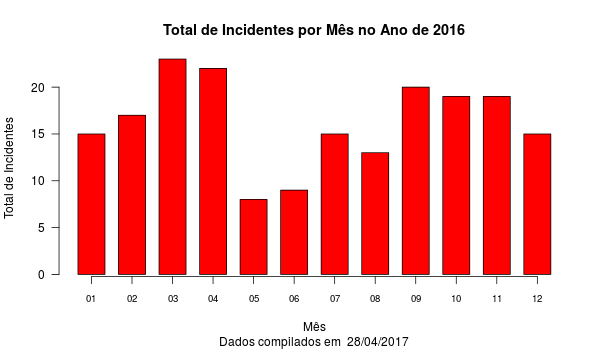 Total de Incidentes por Mês no Ano de 2016
Total de Incidentes
20
15
10
5
0
01 02 03 04 05 06 07 08 09 10 11 12
Mês
Dados compilados em 28/04/2017